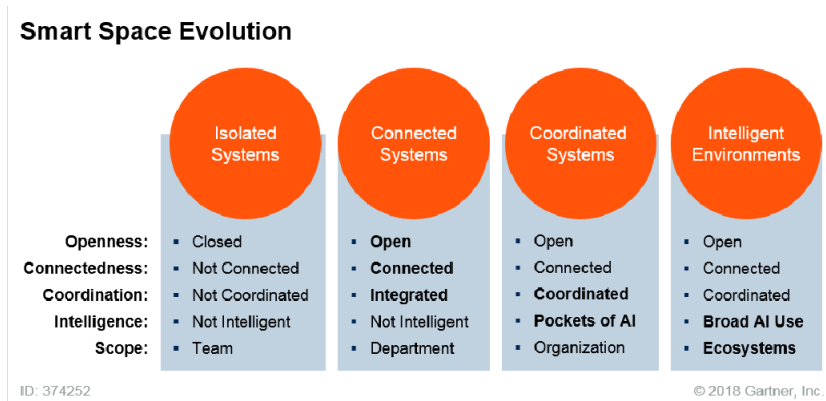 Smart Space Evolution
Isolated Systems
Connected Systems
Coordinated Systems
Intelligent Environments
Openness: ▪ Closed ▪ Open ▪ Open ▪ Open
Connectedness: ▪ Not Connected ▪ Connected ▪ Connected ▪ Connected
Coordination: ▪ Not Coordinated ▪ Integrated ▪ Coordinated ▪ Coordinated
Intelligence: ▪ Not Intelligent ▪ Not Intelligent ▪ Pockets of AI ▪ Broad AI Use
Scope: ▪ Team ▪ Department ▪ Organization ▪ Ecosystems
ID: 374252 © 2018 Gartner, Inc.